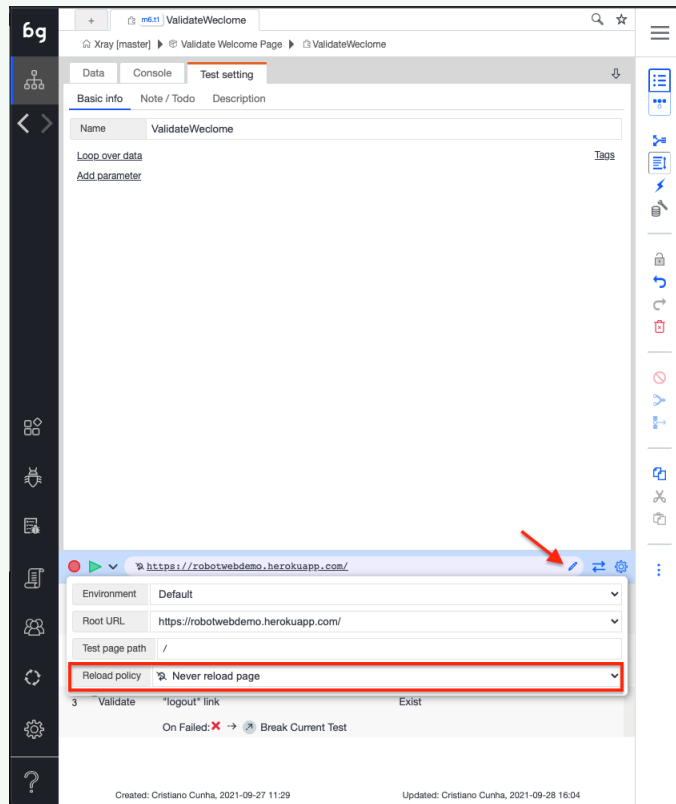 bg
+ m6.t1 ValidateWeclome
Xray [master] ▶ Validate Welcome Page ▶ ValidateWeclome
Data Console Test setting
Basic info Note / Todo Description
Name ValidateWeclome
Loop over data Tags
Add parameter
https://robotwebdemo.herokuapp.com/
Environment Default
Root URL https://robotwebdemo.herokuapp.com/
Test page path /
Reload policy Never reload page
3 Validate "logout" link Exist
On Failed: ❌ → Break Current Test
Created: Cristiano Cunha, 2021-09-27 11:29 Updated: Cristiano Cunha, 2021-09-28 16:04